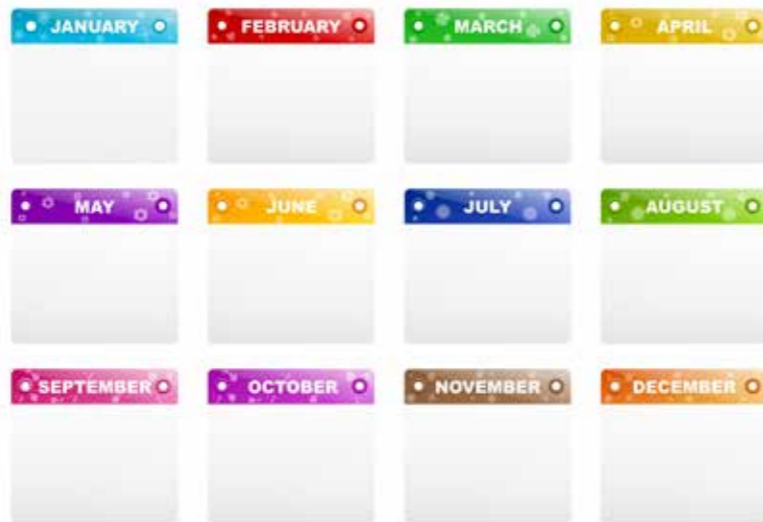 JANUARY
FEBRUARY
MARCH
APRIL
MAY
JUNE
JULY
AUGUST
SEPTEMBER
OCTOBER
NOVEMBER
DECEMBER